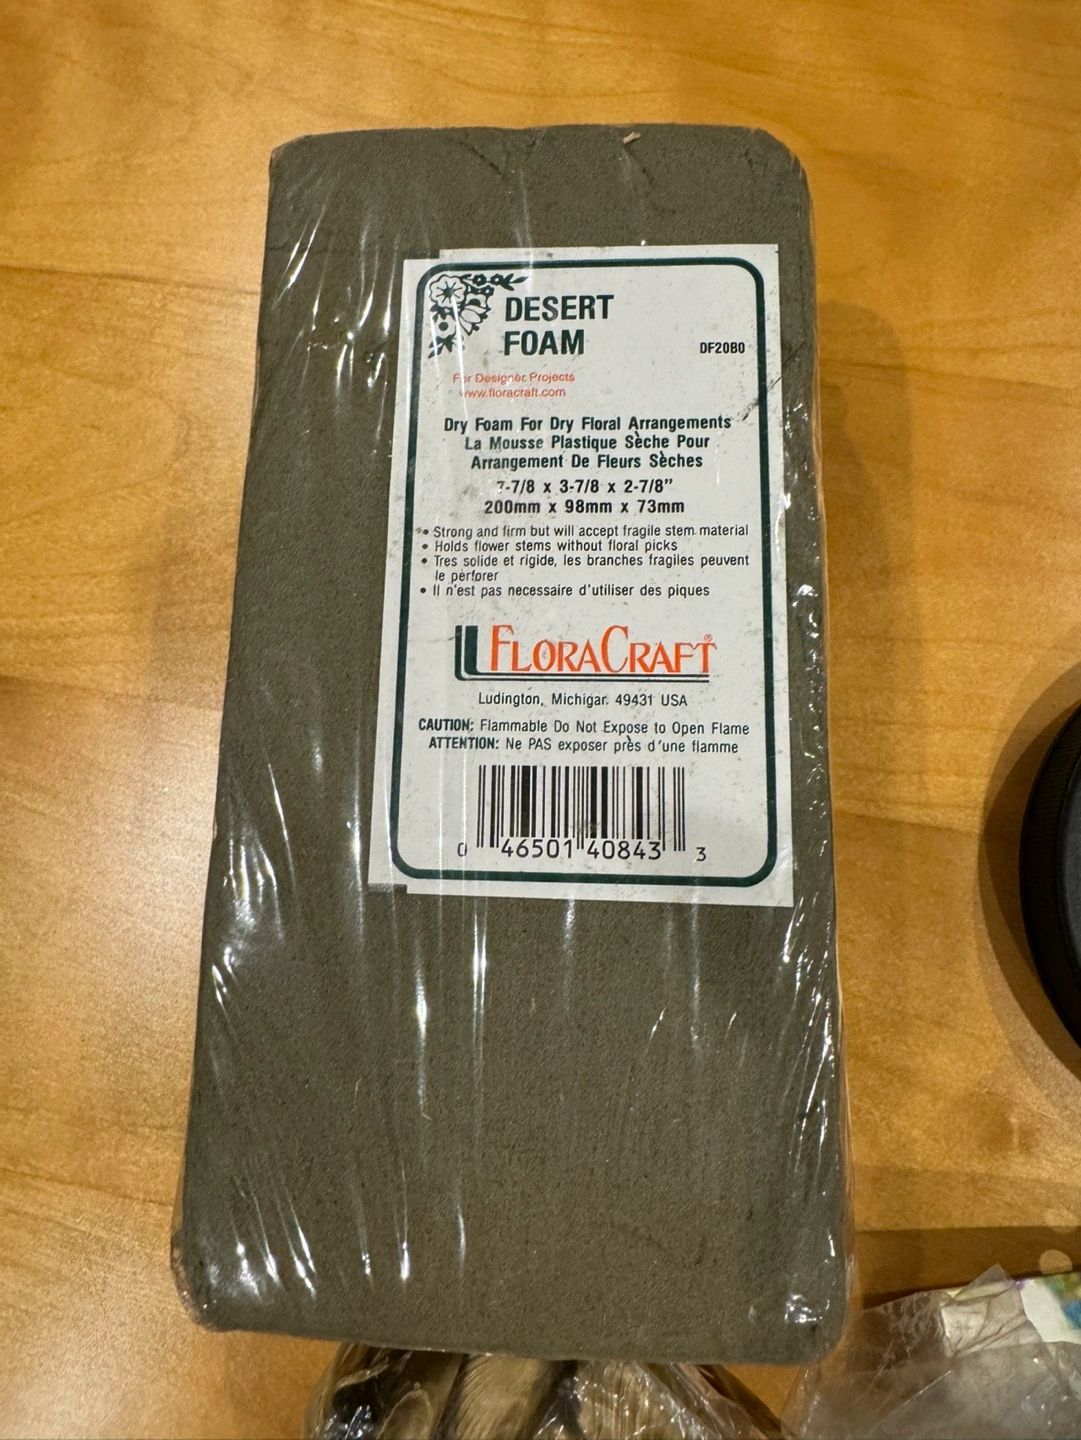 DESERT
FOAM
DF20B0
For Designer Projects
www.floracraft.com
Dry Foam For Dry Floral Arrangements
La Mousse Plastique Sèche Pour
Arrangement De Fleurs Sèches
7-7/8 x 3-7/8 x 2-7/8"
200mm x 98mm x 73mm
• Strong and firm but will accept fragile stem material
• Holds flower stems without floral picks
• Tres solide et rigide, les branches fragiles peuvent
le perforer
• Il n'est pas necessaire d'utiliser des piques
FLORACRAFT®
Ludington, Michigan 49431 USA
CAUTION: Flammable Do Not Expose to Open Flame
ATTENTION: Ne PAS exposer près d'une flamme
0 46501 40843 3